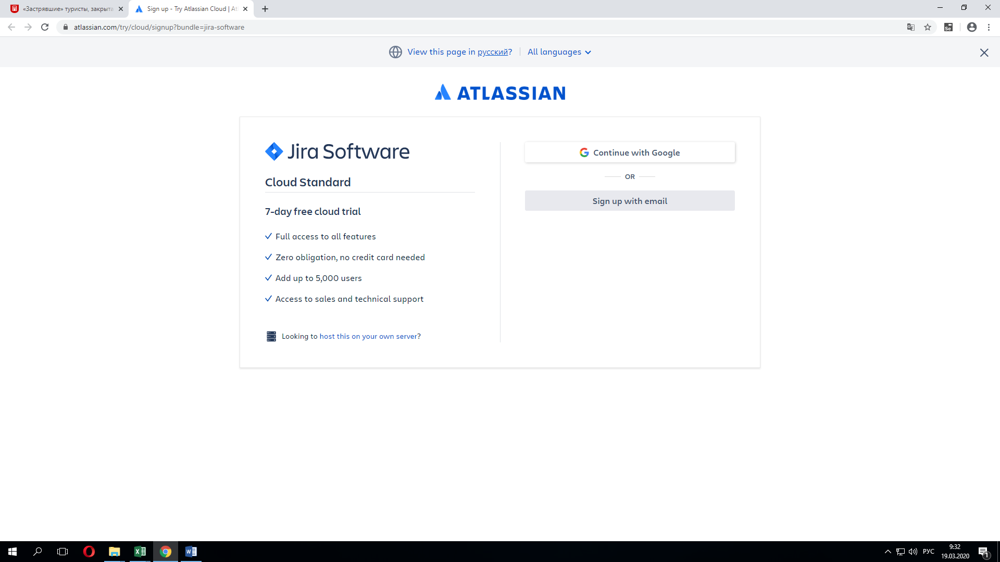 «Застрявшие» туристы, закрыта
Sign up - Try Atlassian Cloud | At
atlassian.com/try/cloud/signup?bundle=jira-software
Se
View this page in русский?
All languages
ATLASSIAN
Jira Software
Cloud Standard
7-day free cloud trial
Full access to all features
Zero obligation, no credit card needed
Add up to 5,000 users
Access to sales and technical support
Looking to host this on your own server?
Continue with Google
OR
Sign up with email
РУС
9:32
19.03.2020
1